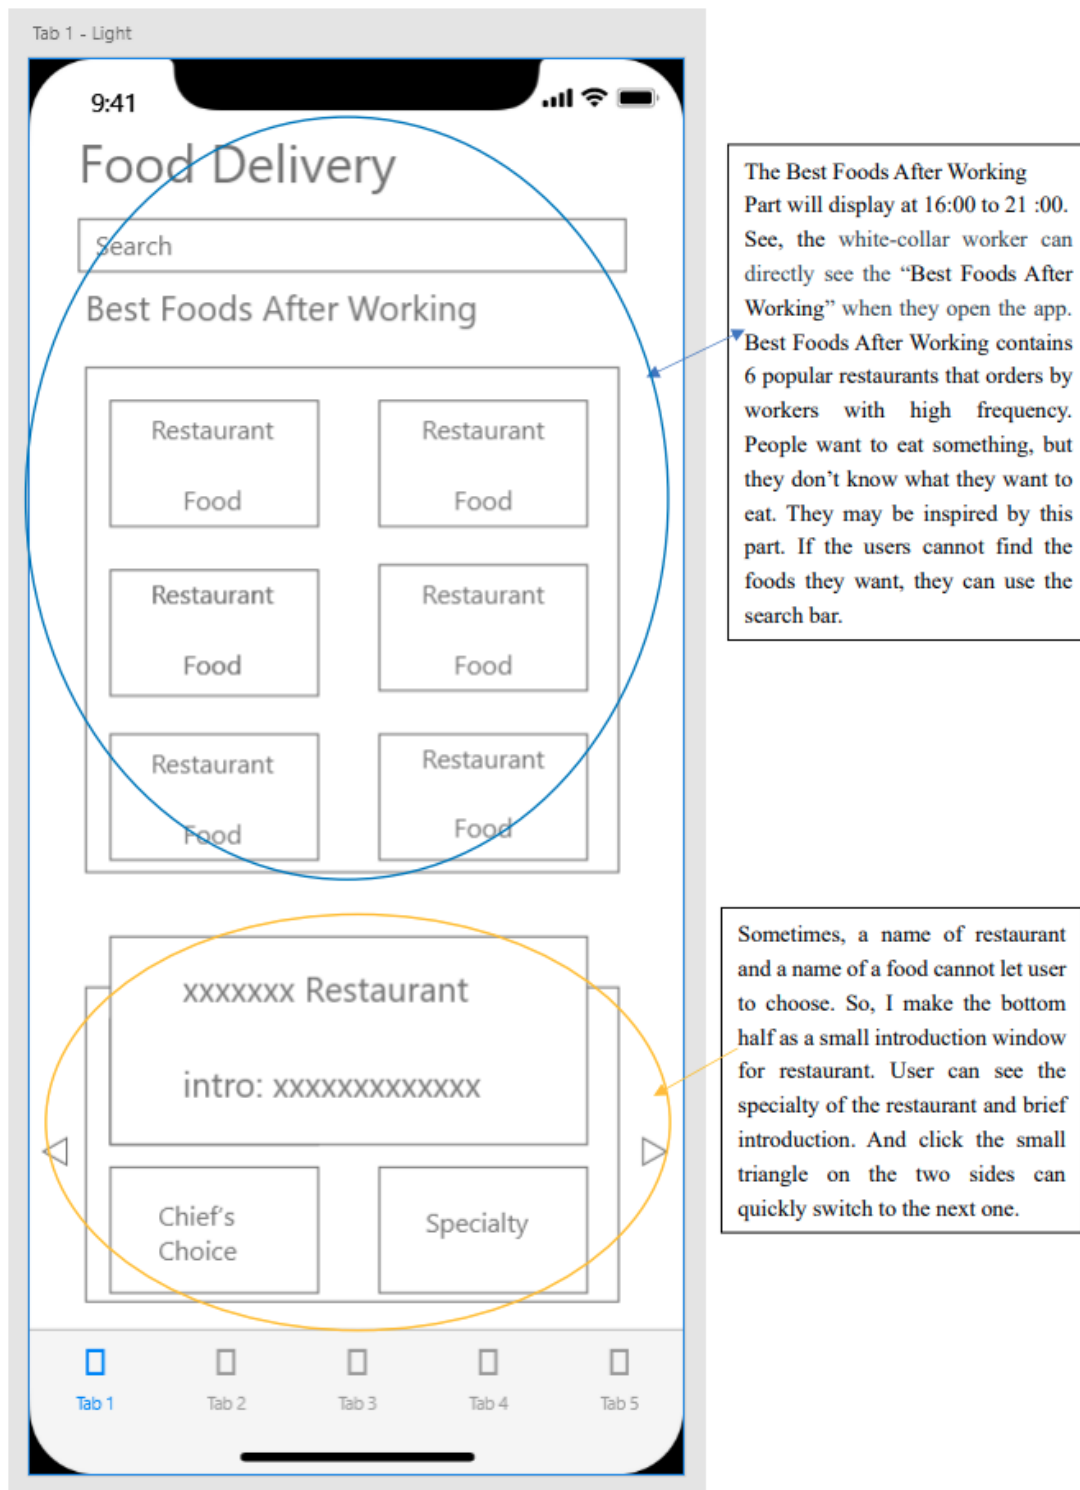 Tab 1 - Light
9:41
Food Delivery
Search
Best Foods After Working
Restaurant
Food
Restaurant
Food
Restaurant
Food
Restaurant
Food
Restaurant
Food
Restaurant
Food
xxxxxxx Restaurant
intro: xxxxxxxxxxxxx
Chief's
Choice
Specialty
Tab 1
Tab 2
Tab 3
Tab 4
Tab 5
The Best Foods After Working
Part will display at 16:00 to 21 :00.
See, the white-collar worker can
directly see the “Best Foods After
Working” when they open the app.
Best Foods After Working contains
6 popular restaurants that orders by
workers with high frequency.
People want to eat something, but
they don’t know what they want to
eat. They may be inspired by this
part. If the users cannot find the
foods they want, they can use the
search bar.
Sometimes, a name of restaurant
and a name of a food cannot let user
to choose. So, I make the bottom
half as a small introduction window
for restaurant. User can see the
specialty of the restaurant and brief
introduction. And click the small
triangle on the two sides can
quickly switch to the next one.